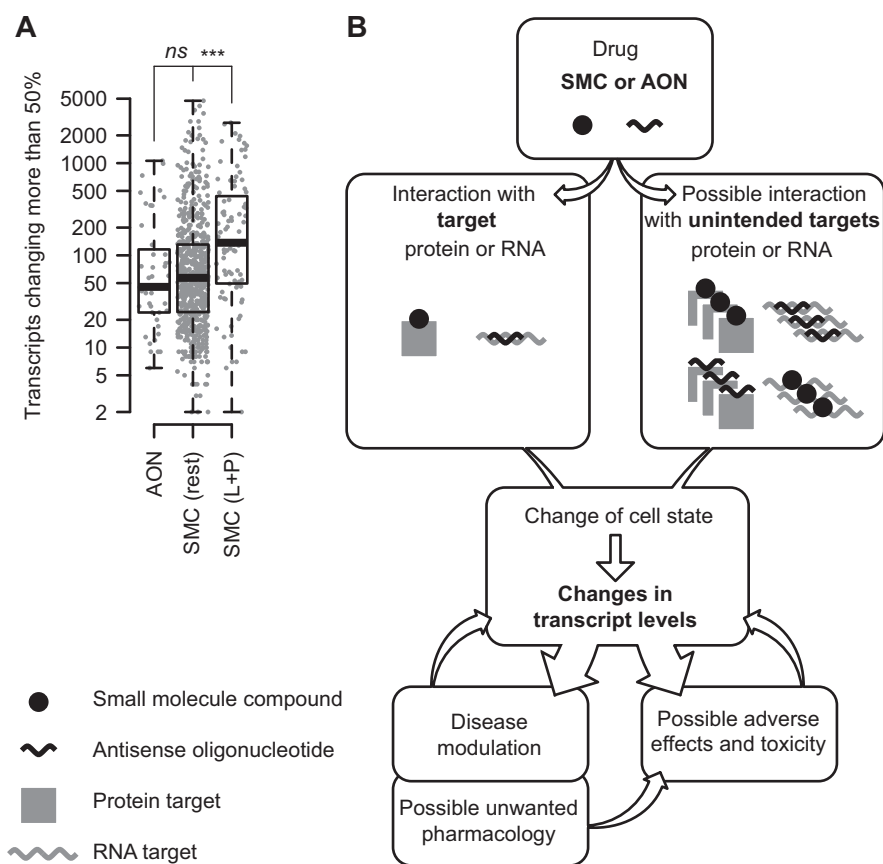 A
ns ***
Transcripts changing more than 50%
5000
2000
1000
500
200
100
50
20
10
5
2
AON
SMC (rest)
SMC (L+P)
B
Drug
SMC or AON
Interaction with
target
protein or RNA
Possible interaction
with unintended targets
protein or RNA
Change of cell state
Changes in
transcript levels
Disease
modulation
Possible adverse
effects and toxicity
Possible unwanted
pharmacology
Small molecule compound
Antisense oligonucleotide
Protein target
RNA target